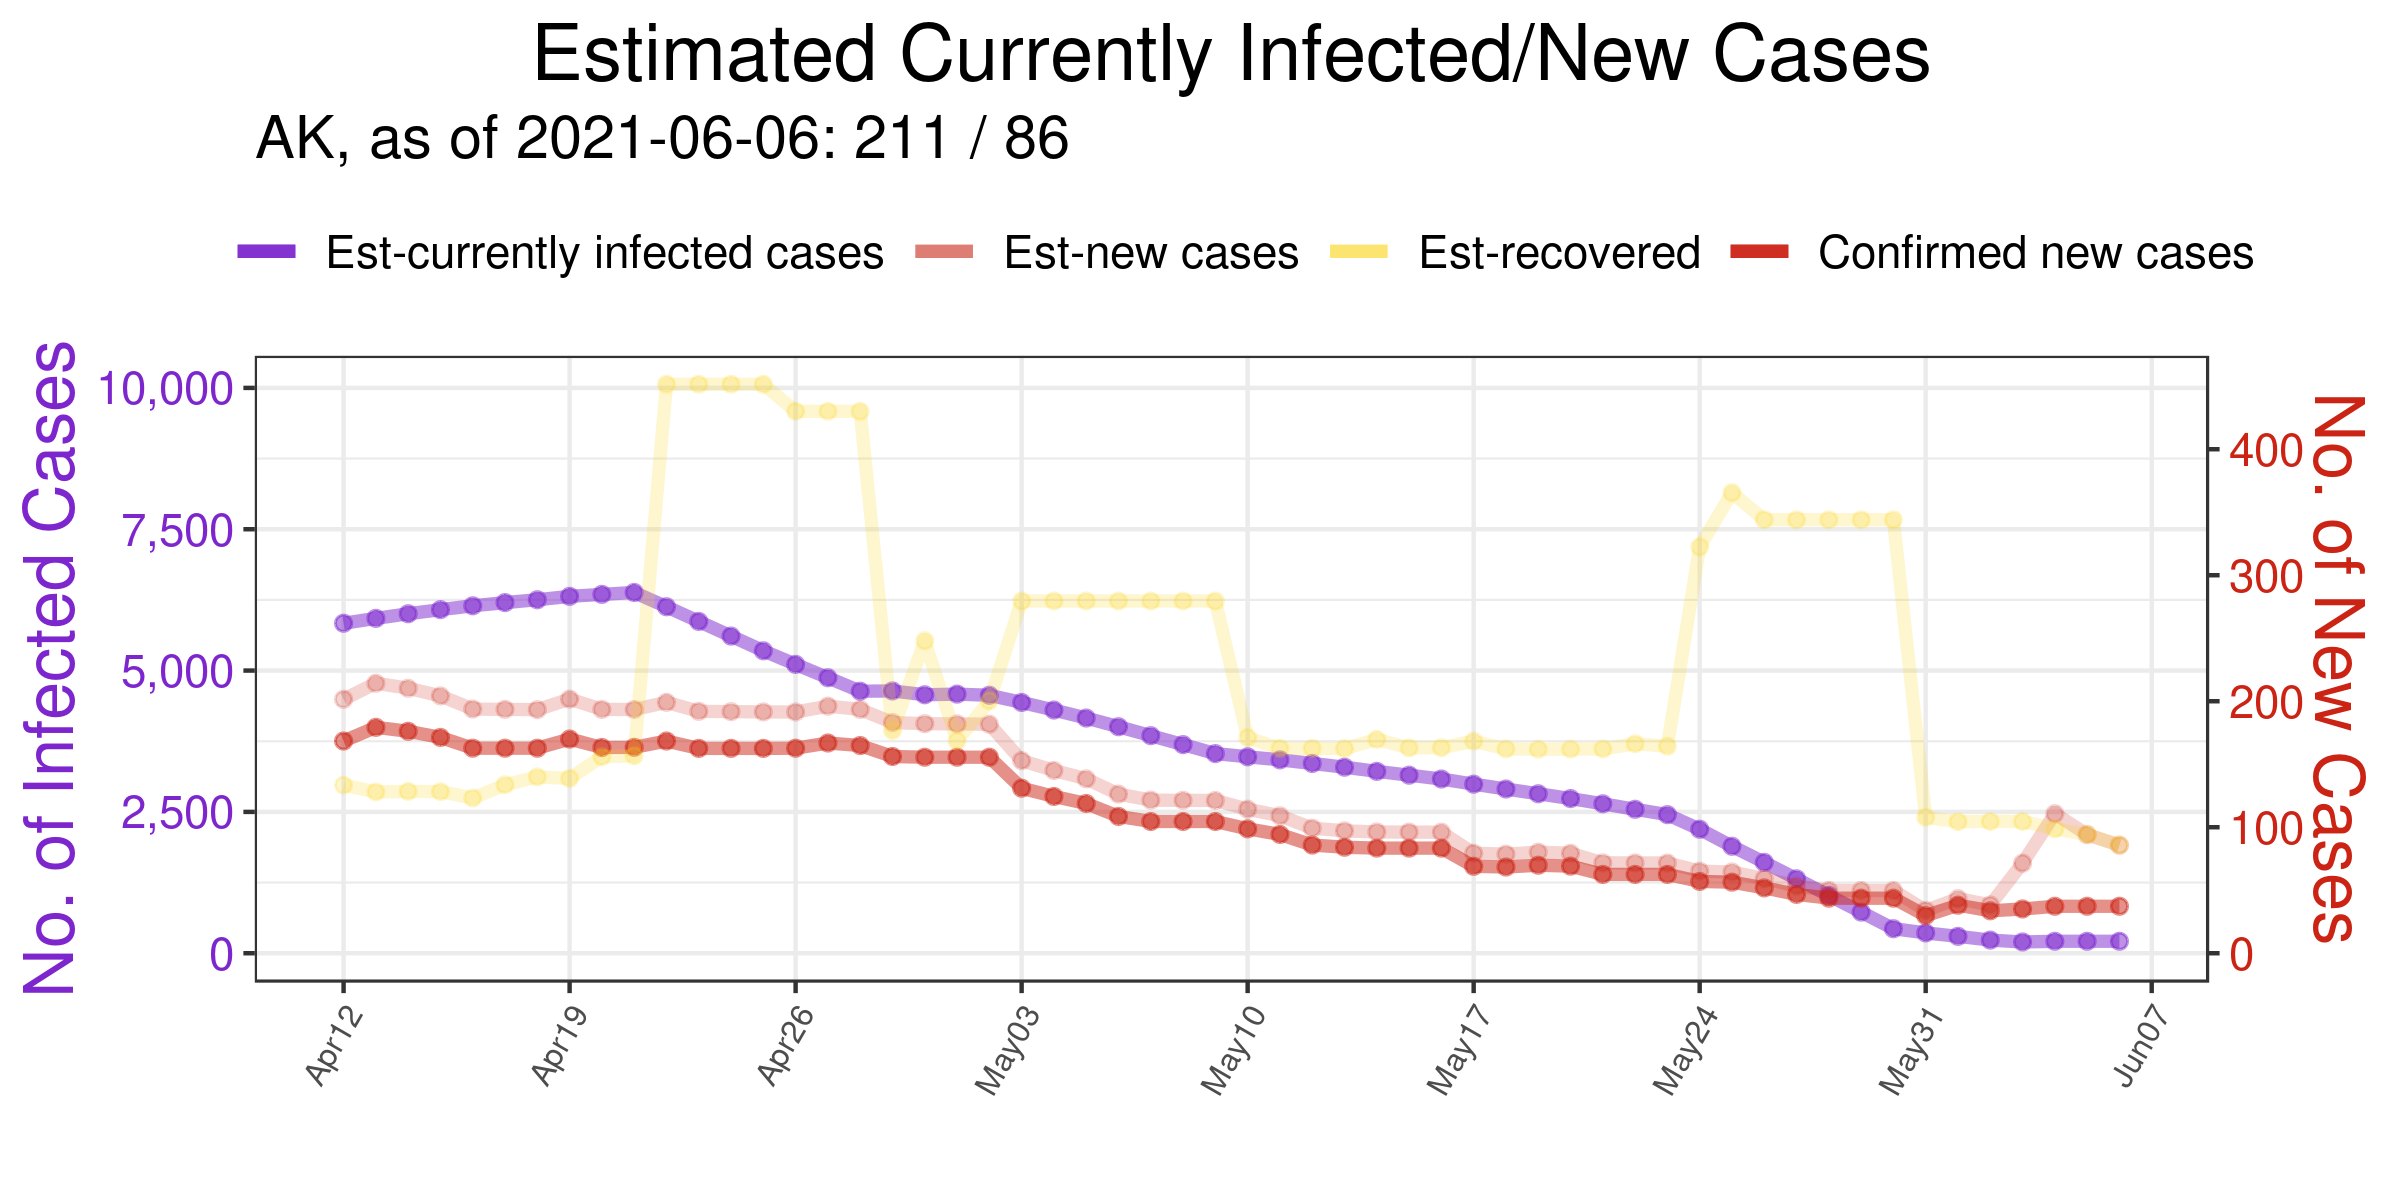 Estimated Currently Infected/New Cases
AK, as of 2021-06-06: 211 / 86
Est-currently infected cases Est-new cases Est-recovered Confirmed new cases
No. of Infected Cases
10,000
7,500
5,000
2,500
0
400
300
200
100
0
No. of New Cases
Apr12 Apr19 Apr26 May03 May10 May17 May24 May31 Jun07